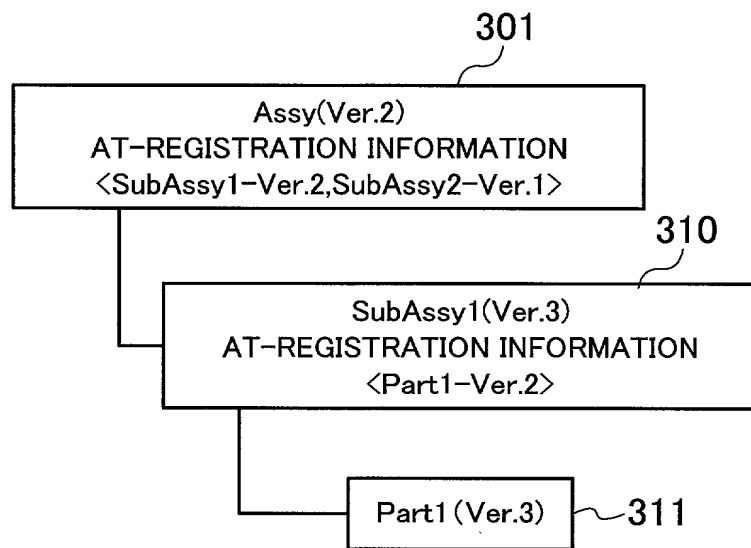 301
Assy(Ver.2)
AT-REGISTRATION INFORMATION
<SubAssy1-Ver.2,SubAssy2-Ver.1>
310
SubAssy1(Ver.3)
AT-REGISTRATION INFORMATION
<Part1-Ver.2>
Part1(Ver.3)
311